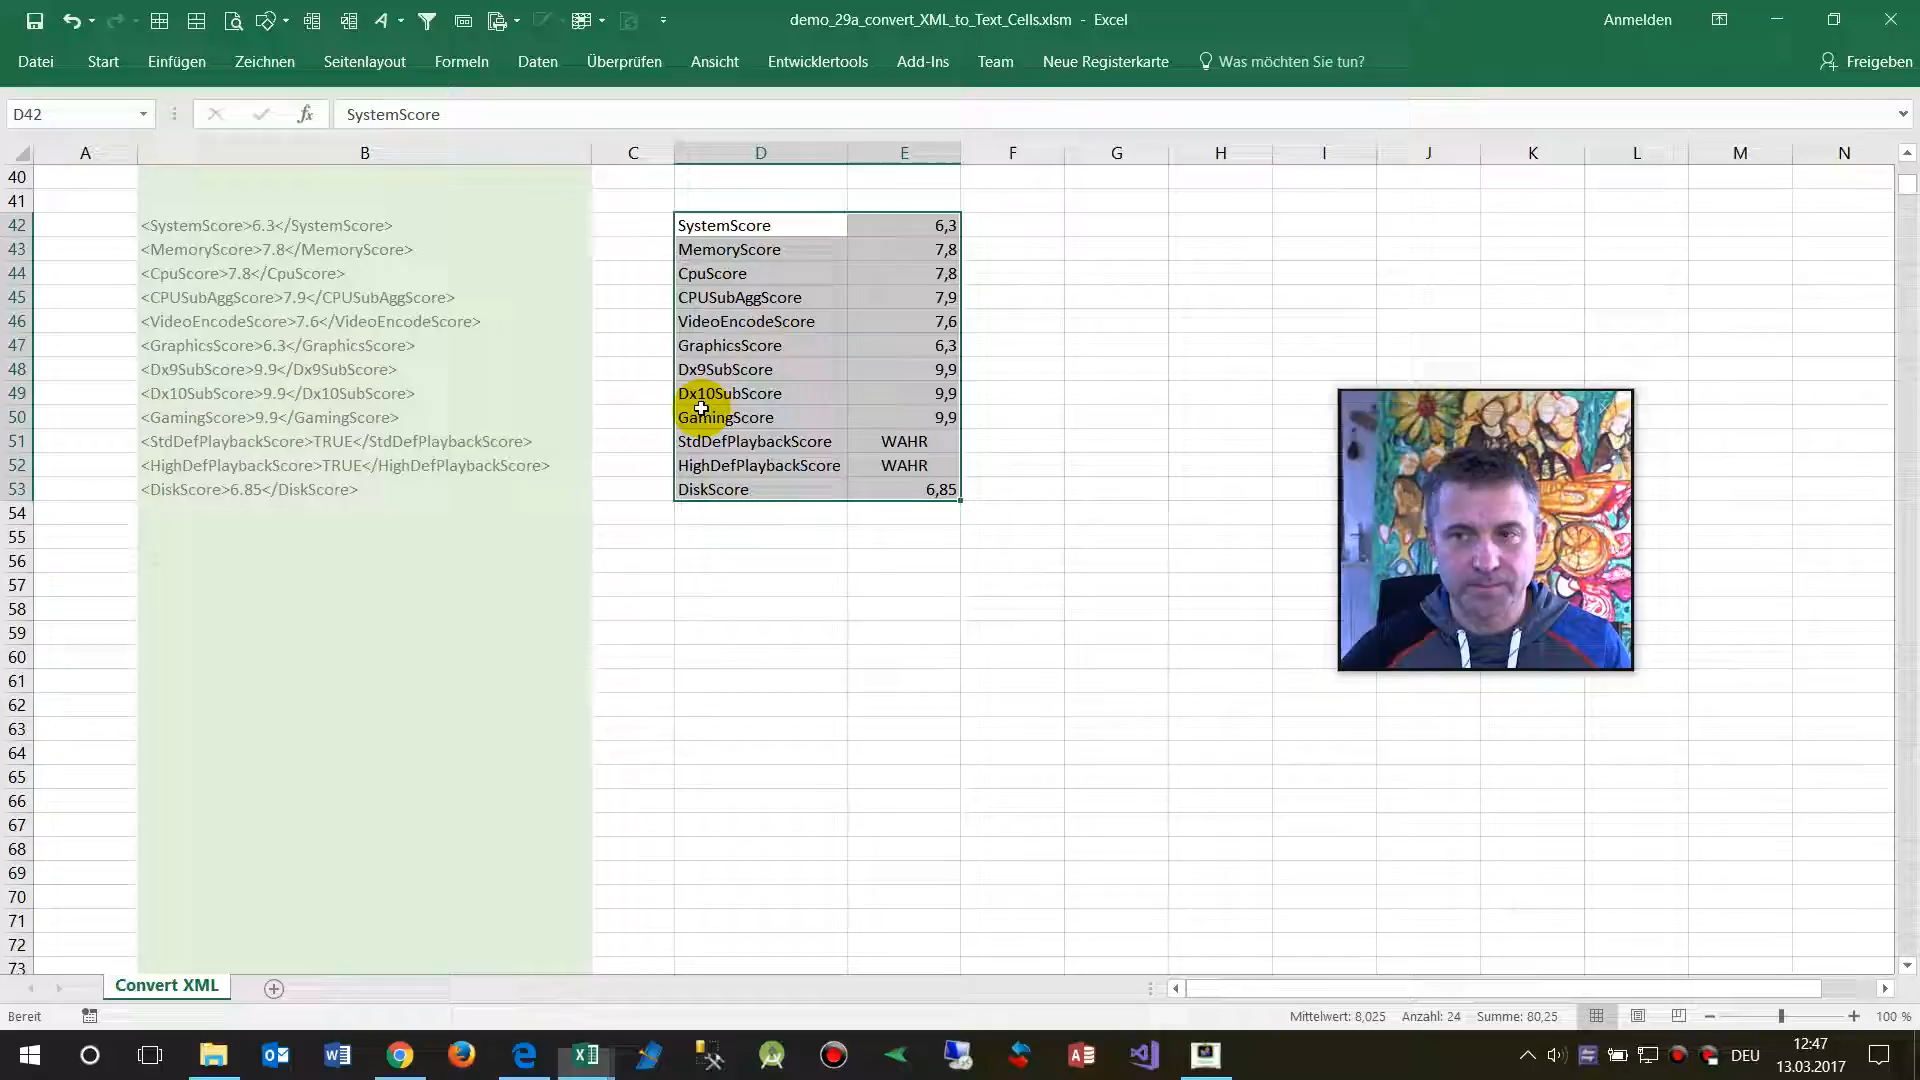 demo_29a_convert_XML_to_Text_Cells.xlsm - Excel
Anmelden
Datei Start Einfügen Zeichnen Seitenlayout Formeln Daten Überprüfen Ansicht Entwicklertools Add-Ins Team Neue Registerkarte Was möchten Sie tun? Freigeben
D42 fx SystemScore
A B C D E F G H I J K L M N
40
41
42 <SystemScore>6.3</SystemScore> SystemScore 6,3
43 <MemoryScore>7.8</MemoryScore> MemoryScore 7,8
44 <CpuScore>7.8</CpuScore> CpuScore 7,8
45 <CPUSubAggScore>7.9</CPUSubAggScore> CPUSubAggScore 7,9
46 <VideoEncodeScore>7.6</VideoEncodeScore> VideoEncodeScore 7,6
47 <GraphicsScore>6.3</GraphicsScore> GraphicsScore 6,3
48 <Dx9SubScore>9.9</Dx9SubScore> Dx9SubScore 9,9
49 <Dx10SubScore>9.9</Dx10SubScore> Dx10SubScore 9,9
50 <GamingScore>9.9</GamingScore> GamingScore 9,9
51 <StdDefPlaybackScore>TRUE</StdDefPlaybackScore> StdDefPlaybackScore WAHR
52 <HighDefPlaybackScore>TRUE</HighDefPlaybackScore> HighDefPlaybackScore WAHR
53 <DiskScore>6.85</DiskScore> DiskScore 6,85
54
55
56
57
58
59
60
61
62
63
64
65
66
67
68
69
70
71
72
73
Convert XML
Bereit Mittelwert: 8,025 Anzahl: 24 Summe: 80,25 100 %
DEU 12:47
13.03.2017